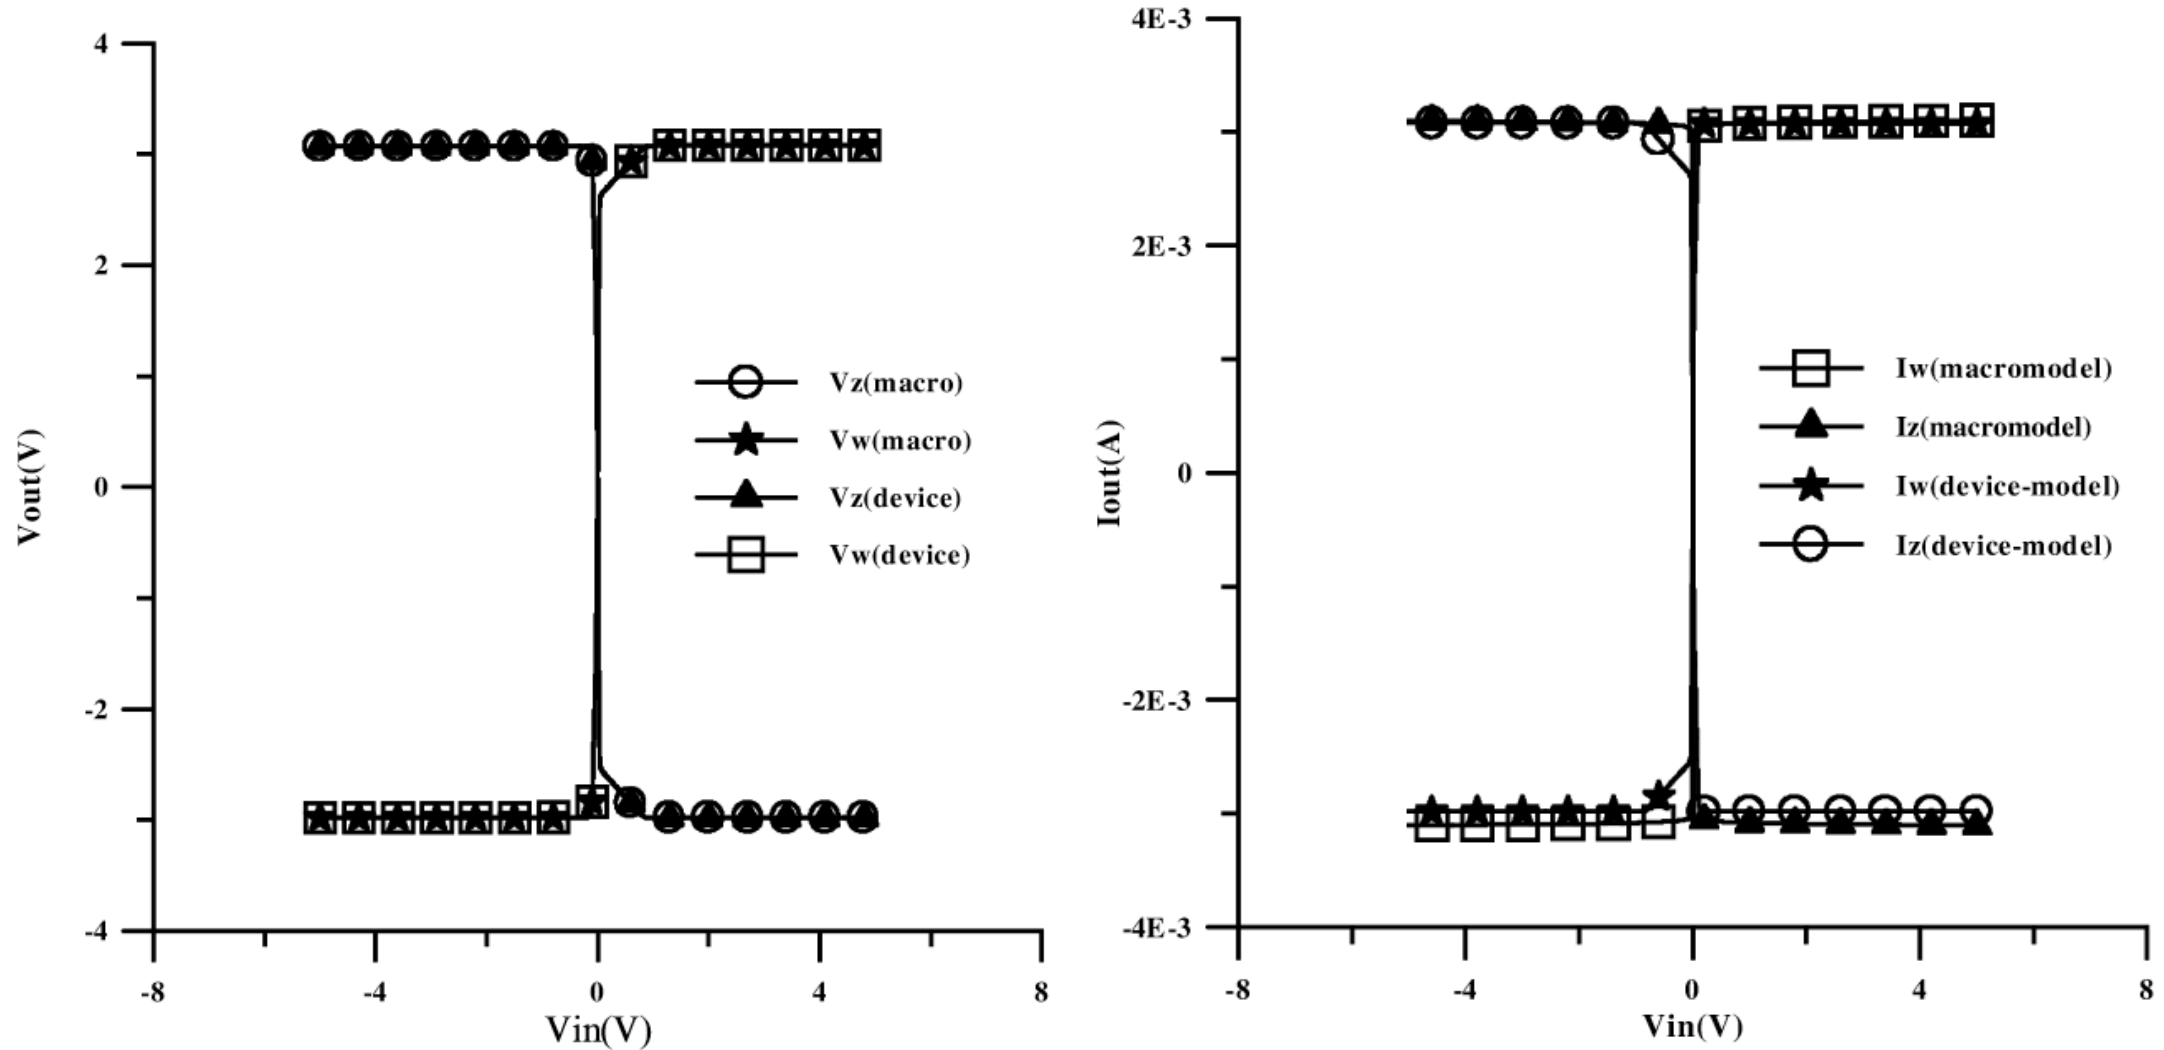 4
2
0
-2
-4
Vout(V)
Vz(macro)
Vw(macro)
Vz(device)
Vw(device)
-8
-4
0
4
8
Vin(V)
4E-3
2E-3
0
-2E-3
-4E-3
Iout(A)
Iw(macromodel)
Iz(macromodel)
Iw(device-model)
Iz(device-model)
-8
-4
0
4
8
Vin(V)